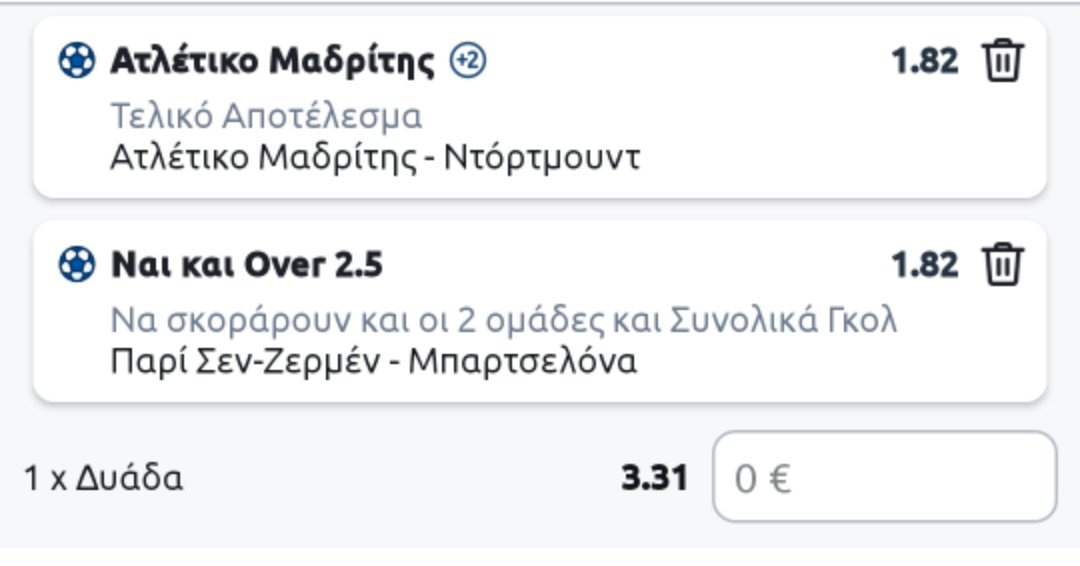 Ατλέτικο Μαδρίτης +2 1.82
Τελικό Αποτέλεσμα
Ατλέτικο Μαδρίτης - Ντόρτμουντ
Ναι και Over 2.5 1.82
Να σκοράρουν και οι 2 ομάδες και Συνολικά Γκολ
Παρί Σεν-Ζερμέν - Μπαρτσελόνα
1 x Δυάδα 3.31 0 €